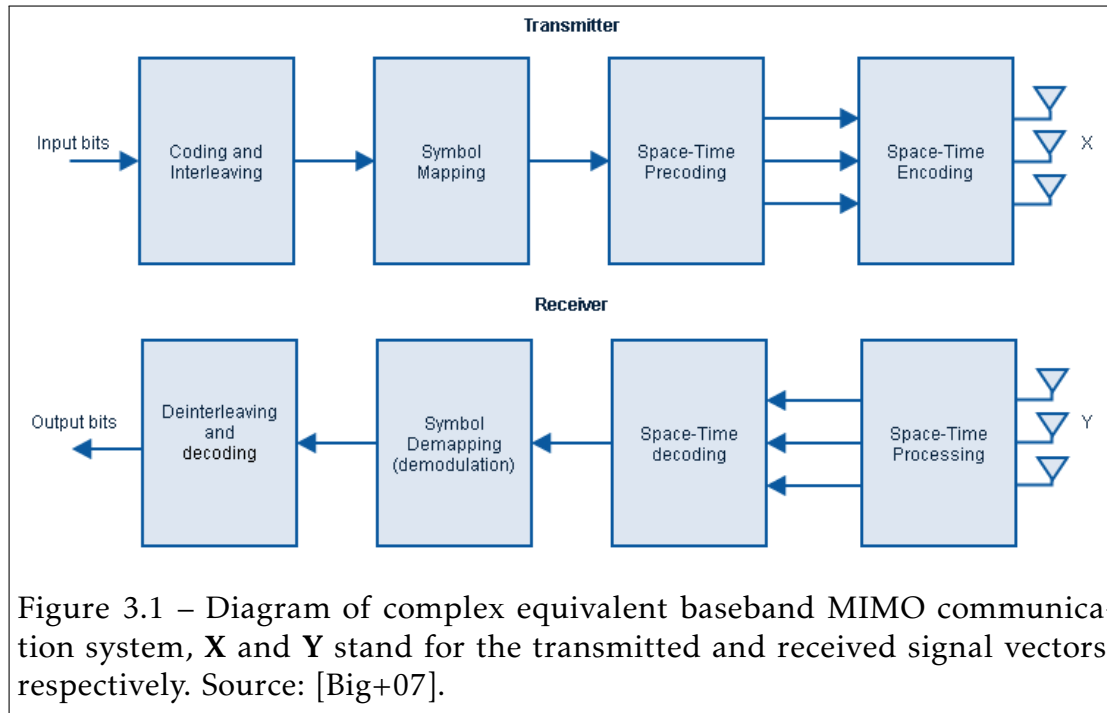 Transmitter
Input bits
Coding and
Interleaving
Symbol
Mapping
Space-Time
Precoding
Space-Time
Encoding
X
Receiver
Output bits
Deinterleaving
and
decoding
Symbol
Demapping
(demodulation)
Space-Time
decoding
Space-Time
Processing
Y
Figure 3.1 – Diagram of complex equivalent baseband MIMO communica-
tion system, X and Y stand for the transmitted and received signal vectors
respectively. Source: [Big+07].